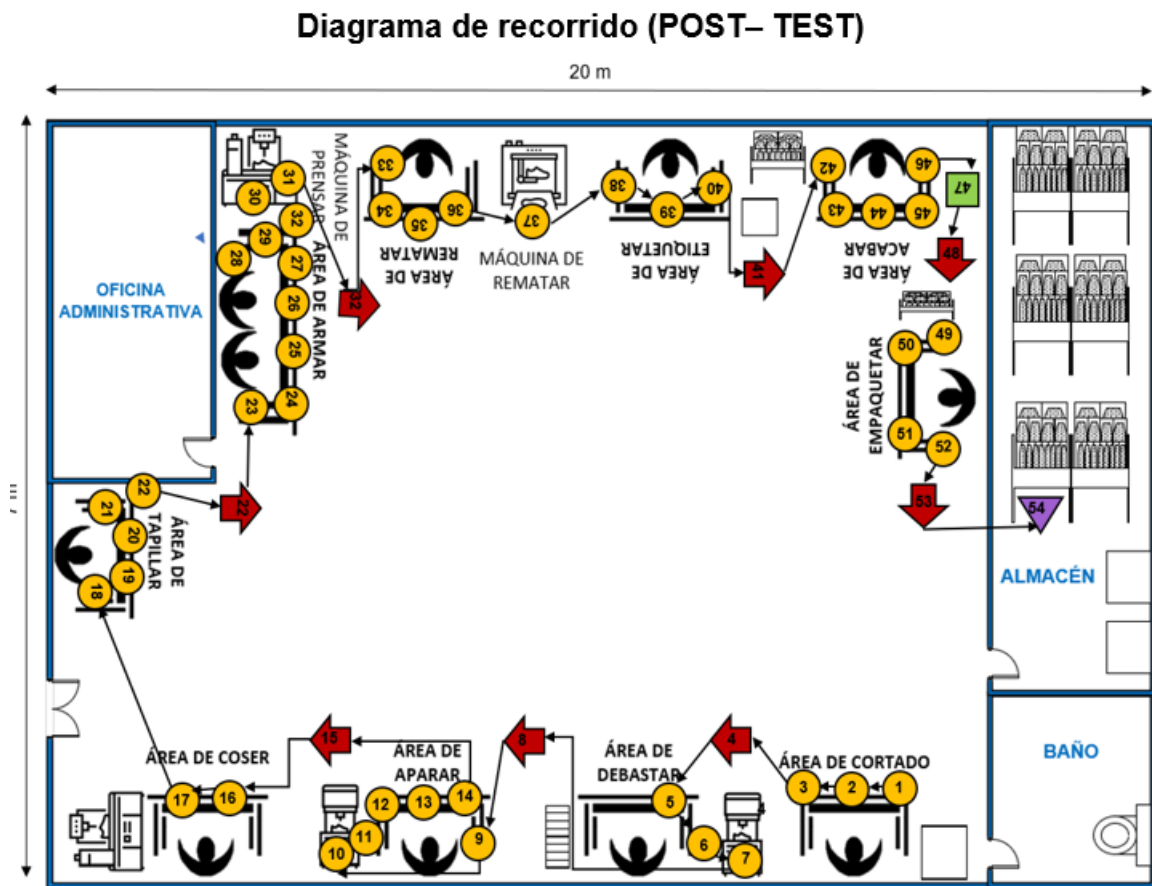 Diagrama de recorrido (POST– TEST)
20 m
OFICINA
ADMINISTRATIVA
MÁQUINA DE
PRENSAR
31
30
32
29
28
27
26
25
24
23
ÁREA DE ARMAR
32
33
34
35
36
ÁREA DE
REMATAR
37
MÁQUINA DE
REMATAR
38
39
40
ÁREA DE
ETIQUETAR
41
42
43
44
45
46
ÁREA DE
ACABAR
47
48
49
50
51
52
ÁREA DE
EMPAQUETAR
53
54
ALMACÉN
BAÑO
22
21
20
19
18
ÁREA DE
TAPILLAR
22
ÁREA DE COSER
17
16
15
ÁREA DE
APARAR
14
13
12
11
10
9
8
ÁREA DE
DEBASTAR
5
6
7
4
4
ÁREA DE CORTADO
3
2
1